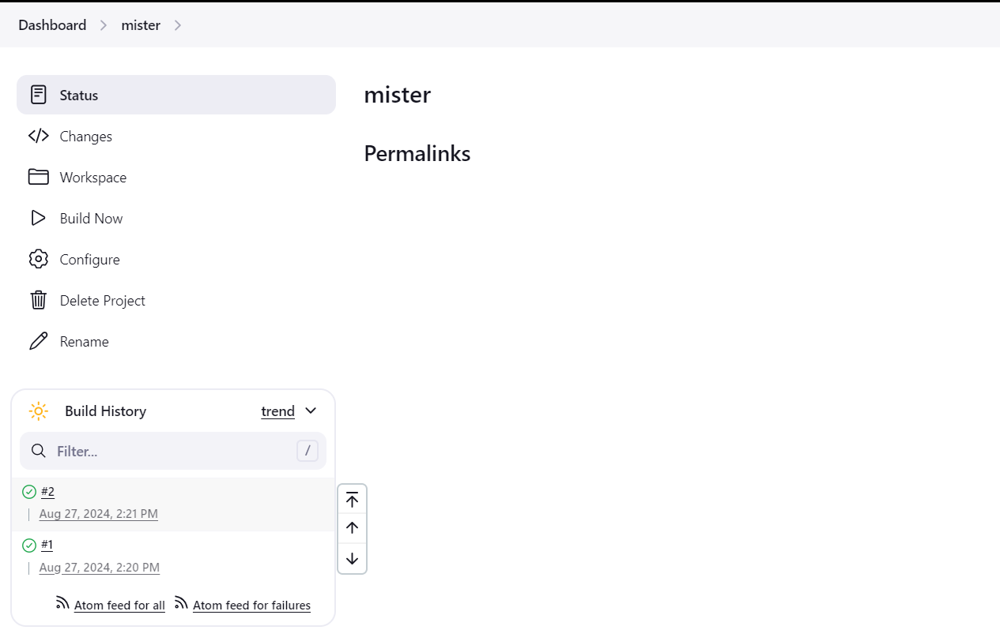 Dashboard
mister
Status
Changes
Workspace
Build Now
Configure
Delete Project
Rename
mister
Permalinks
Build History
trend
Filter...
/
#2
Aug 27, 2024, 2:21 PM
#1
Aug 27, 2024, 2:20 PM
Atom feed for all
Atom feed for failures